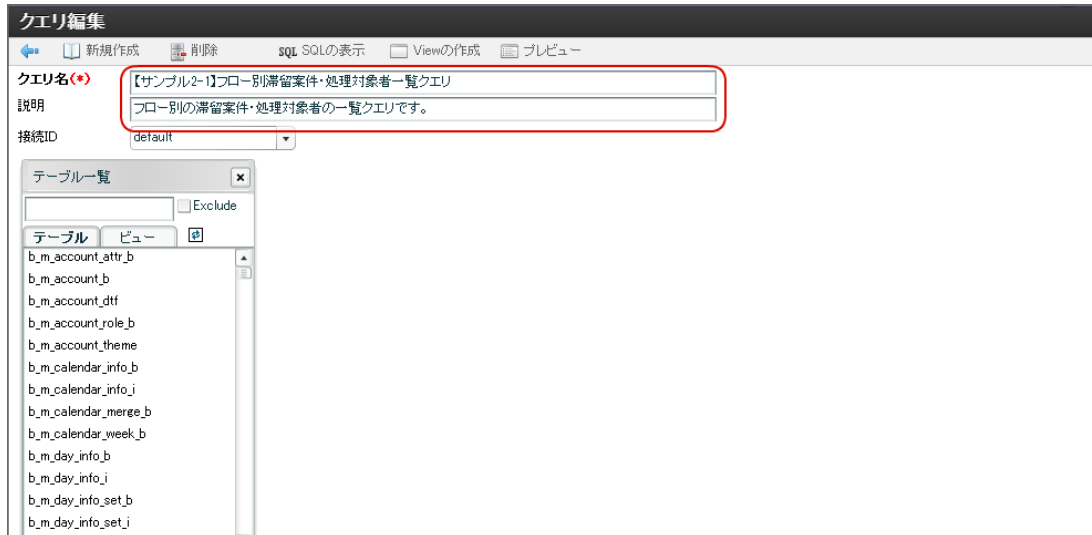 クエリ編集
新規作成 削除 SQL SQLの表示 Viewの作成 プレビュー
クエリ名(*) 【サンプル2-1】フロー別滞留案件・処理対象者一覧クエリ
説明 フロー別の滞留案件・処理対象者の一覧クエリです。
接続ID default
テーブル一覧
Exclude
テーブル ビュー
b_m_account_attr_b
b_m_account_b
b_m_account_dtf
b_m_account_role_b
b_m_account_theme
b_m_calendar_info_b
b_m_calendar_info_i
b_m_calendar_merge_b
b_m_calendar_week_b
b_m_day_info_b
b_m_day_info_i
b_m_day_info_set_b
b_m_day_info_set_i